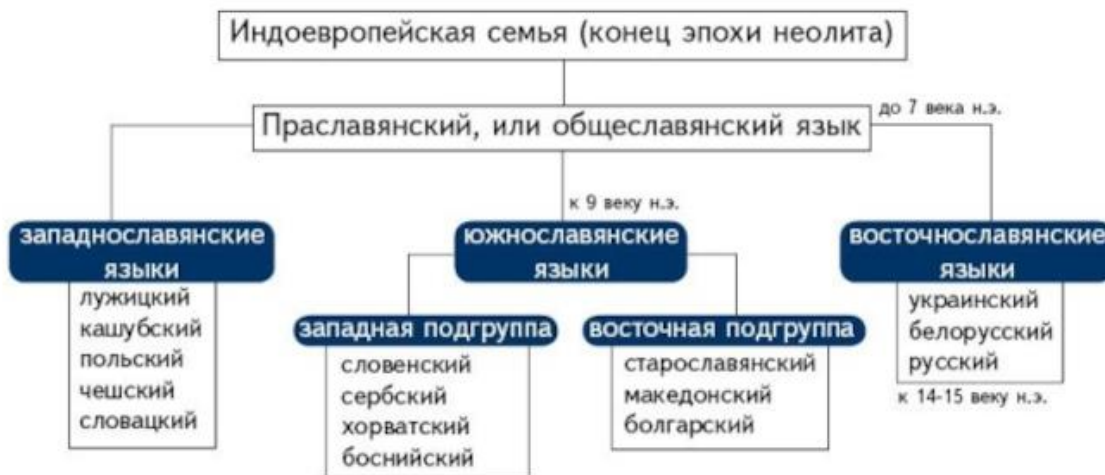 Индоевропейская семья (конец эпохи неолита)
Праславянский, или общеславянский язык
до 7 века н.э.
к 9 веку н.э.
западнославянские
языки
лужицкий
кашубский
польский
чешский
словацкий
южнославянские
языки
западная подгруппа
словенский
сербский
хорватский
боснийский
восточная подгруппа
старославянский
македонский
болгарский
восточнославянские
языки
украинский
белорусский
русский
к 14-15 веку н.э.